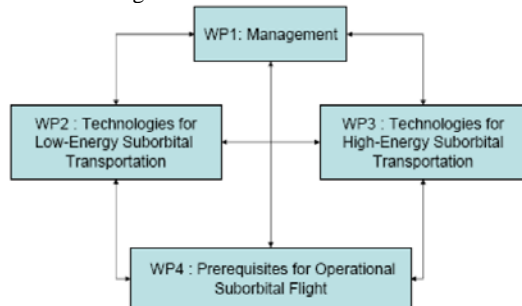 WP1: Management
WP2 : Technologies for
Low-Energy Suborbital
Transportation
WP3 : Technologies for
High-Energy Suborbital
Transportation
WP4 : Prerequisites for Operational
Suborbital Flight